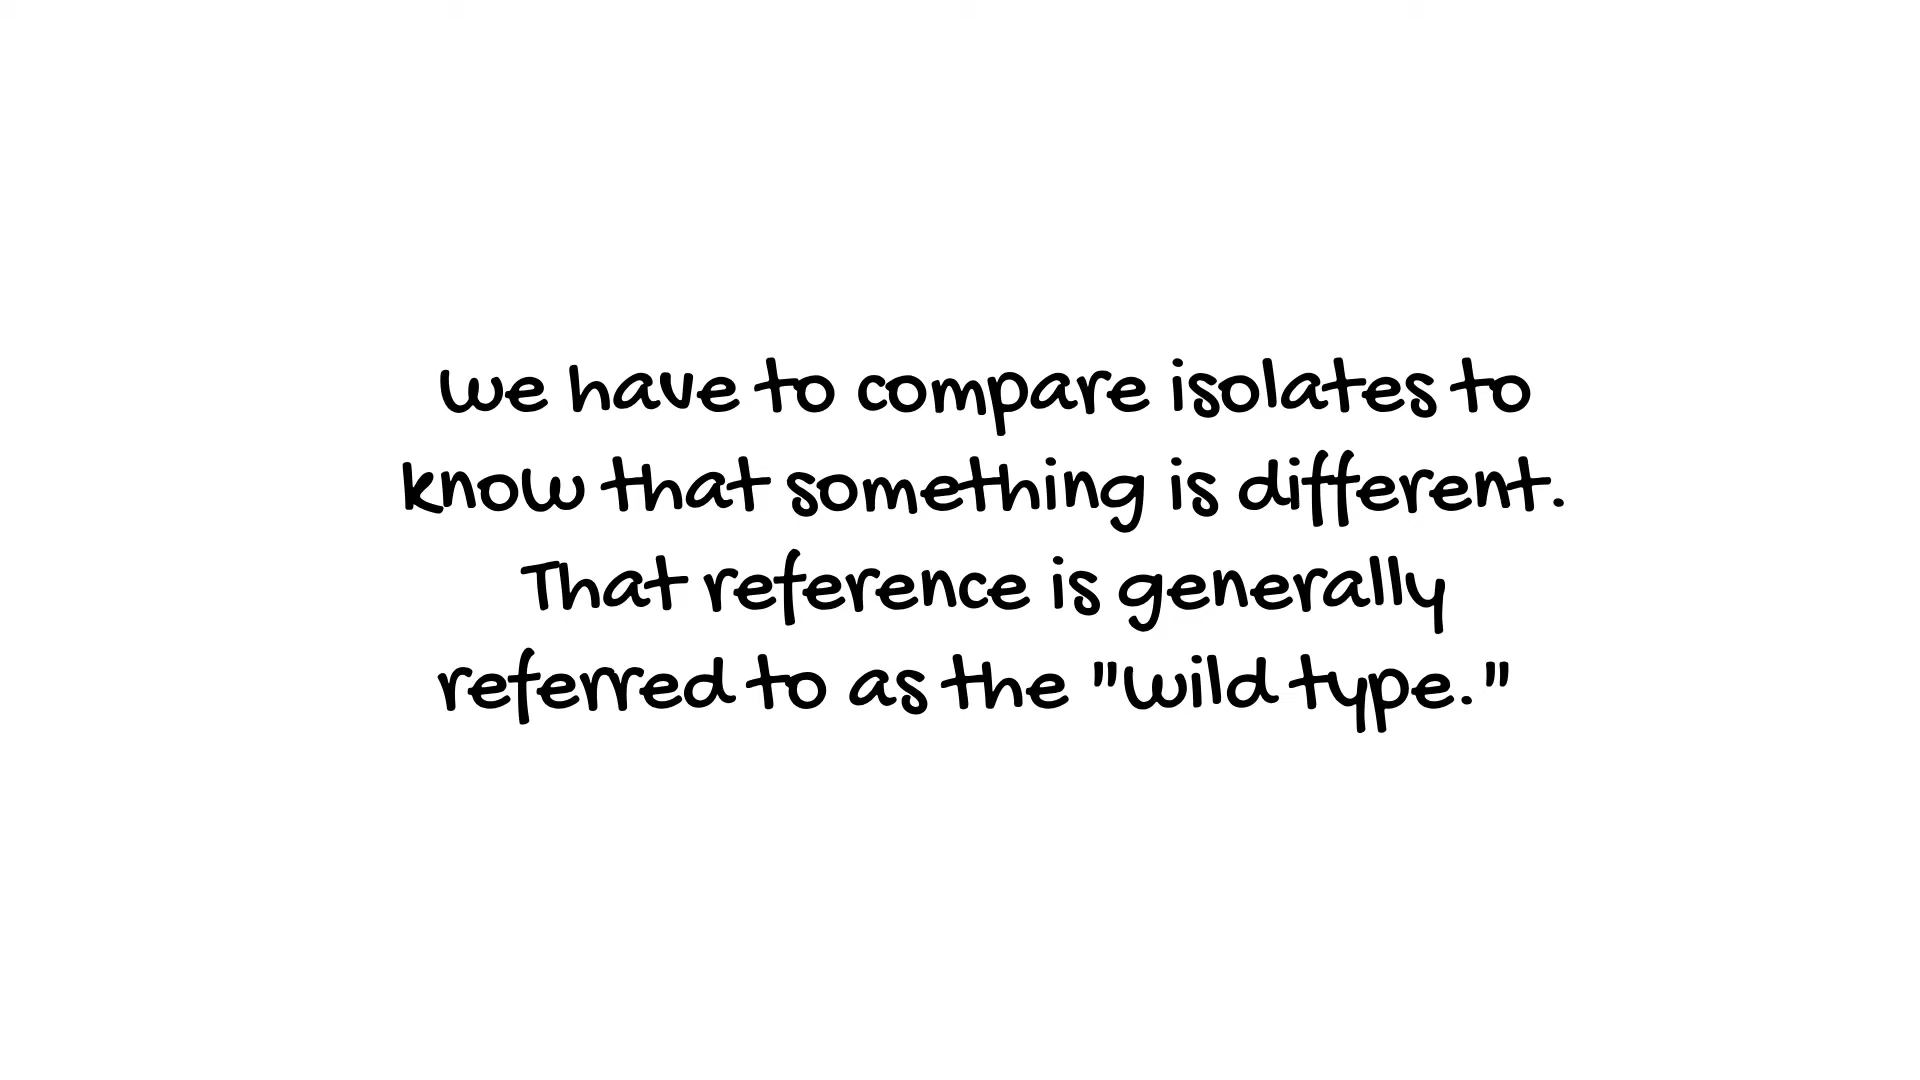 we have to compare isolates to
know that something is different.
That reference is generally
referred to as the "wild type."